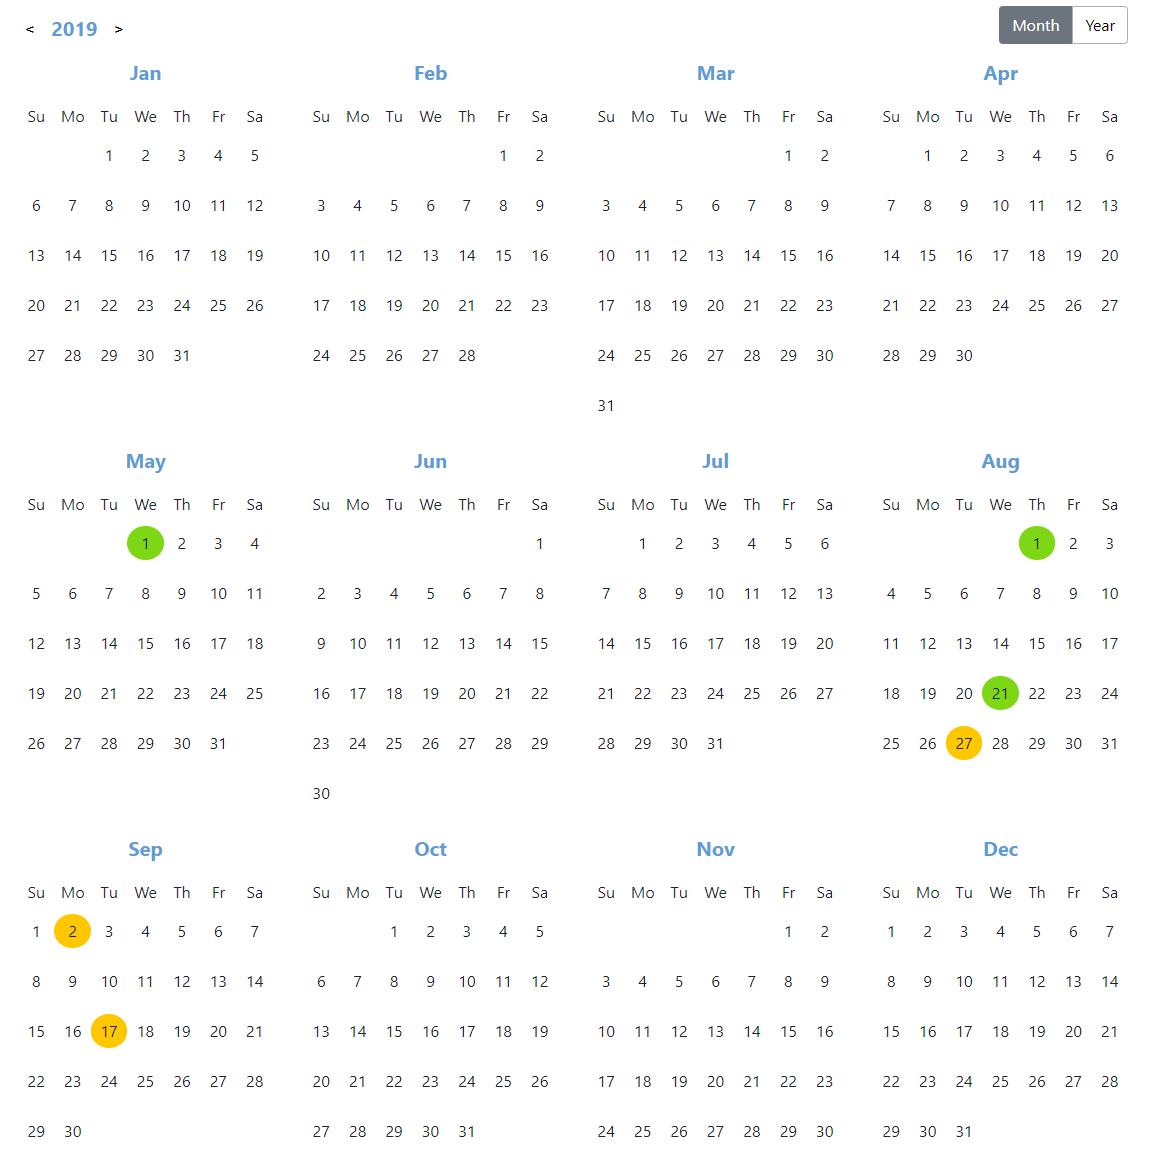 < 2019 > Month Year
Jan Feb Mar Apr
Su Mo Tu We Th Fr Sa Su Mo Tu We Th Fr Sa Su Mo Tu We Th Fr Sa Su Mo Tu We Th Fr Sa
1 2 3 4 5 1 2 1 2 1 2 3 4 5 6
6 7 8 9 10 11 12 3 4 5 6 7 8 9 3 4 5 6 7 8 9 7 8 9 10 11 12 13
13 14 15 16 17 18 19 10 11 12 13 14 15 16 10 11 12 13 14 15 16 14 15 16 17 18 19 20
20 21 22 23 24 25 26 17 18 19 20 21 22 23 17 18 19 20 21 22 23 21 22 23 24 25 26 27
27 28 29 30 31 24 25 26 27 28 24 25 26 27 28 29 30 28 29 30
31
May Jun Jul Aug
Su Mo Tu We Th Fr Sa Su Mo Tu We Th Fr Sa Su Mo Tu We Th Fr Sa Su Mo Tu We Th Fr Sa
1 2 3 4 1 1 2 3 4 5 6 1 2 3
5 6 7 8 9 10 11 2 3 4 5 6 7 8 7 8 9 10 11 12 13 4 5 6 7 8 9 10
12 13 14 15 16 17 18 9 10 11 12 13 14 15 14 15 16 17 18 19 20 11 12 13 14 15 16 17
19 20 21 22 23 24 25 16 17 18 19 20 21 22 21 22 23 24 25 26 27 18 19 20 21 22 23 24
26 27 28 29 30 31 23 24 25 26 27 28 29 28 29 30 31 25 26 27 28 29 30 31
30
Sep Oct Nov Dec
Su Mo Tu We Th Fr Sa Su Mo Tu We Th Fr Sa Su Mo Tu We Th Fr Sa Su Mo Tu We Th Fr Sa
1 2 3 4 5 6 7 1 2 3 4 5 1 2 1 2 3 4 5 6 7
8 9 10 11 12 13 14 6 7 8 9 10 11 12 3 4 5 6 7 8 9 8 9 10 11 12 13 14
15 16 17 18 19 20 21 13 14 15 16 17 18 19 10 11 12 13 14 15 16 15 16 17 18 19 20 21
22 23 24 25 26 27 28 20 21 22 23 24 25 26 17 18 19 20 21 22 23 22 23 24 25 26 27 28
29 30 27 28 29 30 31 24 25 26 27 28 29 30 29 30 31